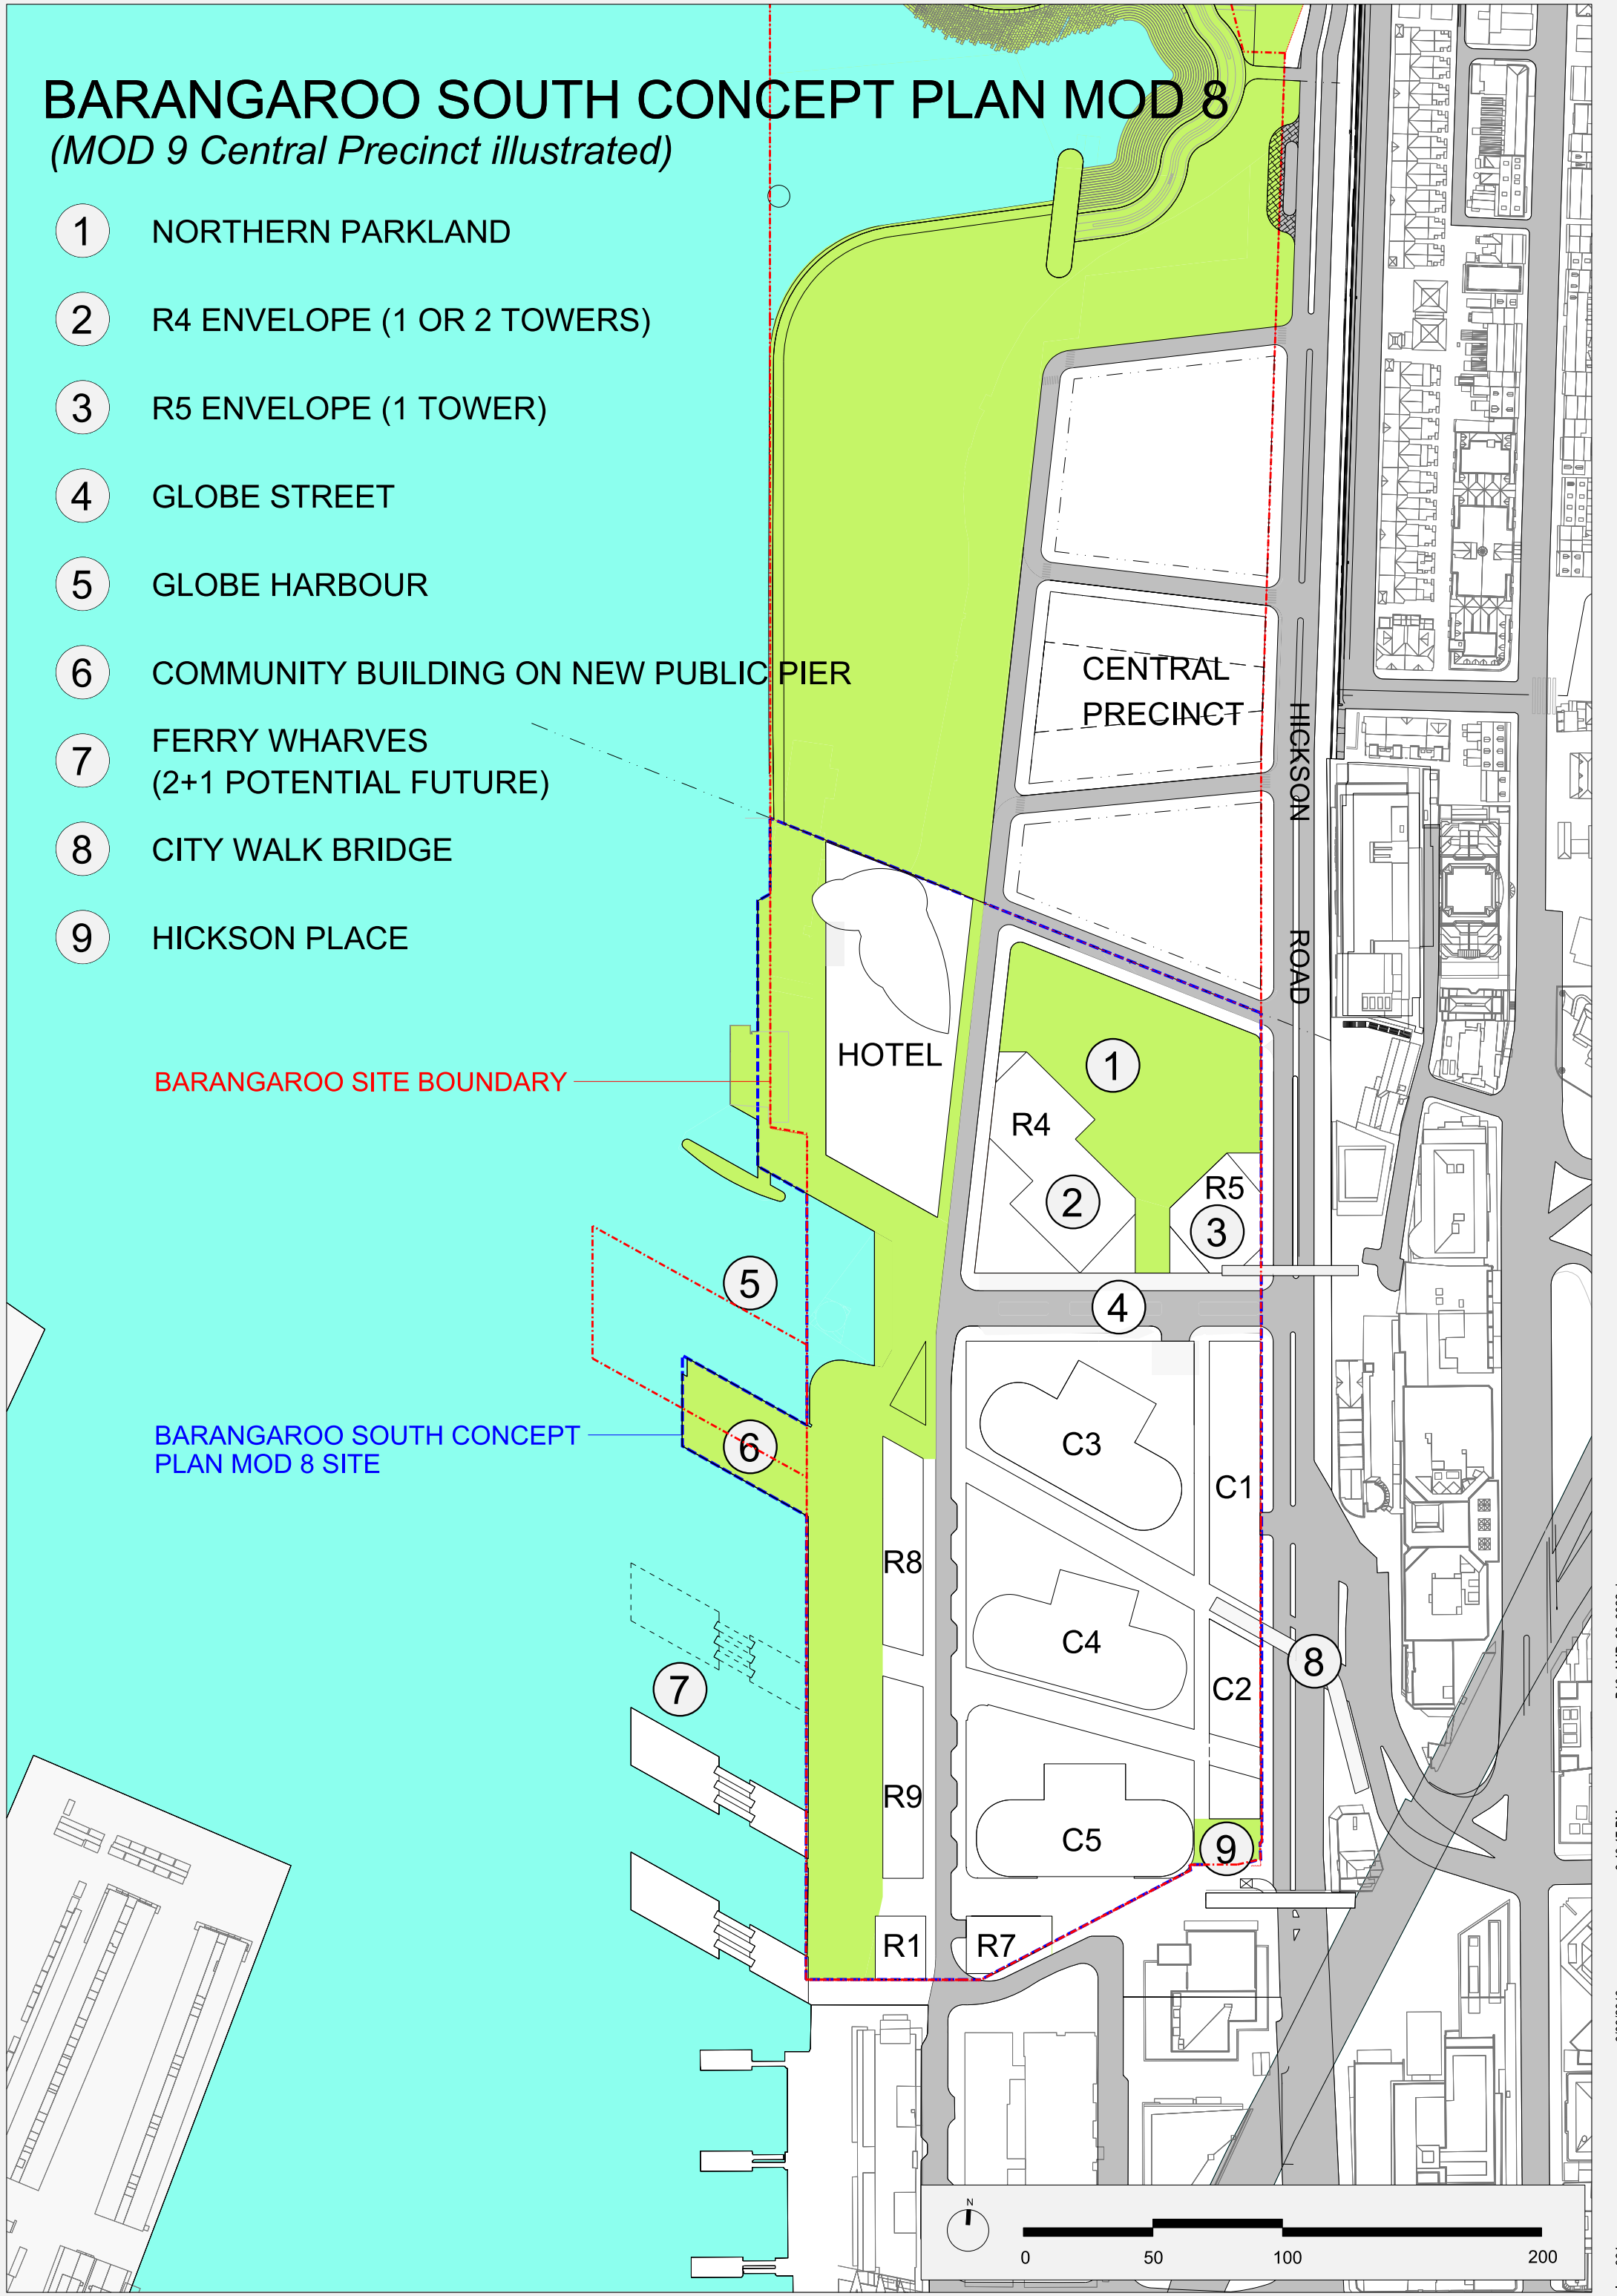 BARANGAROO SOUTH CONCEPT PLAN MOD 8
(MOD 9 Central Precinct illustrated)
1 NORTHERN PARKLAND
2 R4 ENVELOPE (1 OR 2 TOWERS)
3 R5 ENVELOPE (1 TOWER)
4 GLOBE STREET
5 GLOBE HARBOUR
6 COMMUNITY BUILDING ON NEW PUBLIC PIER
7 FERRY WHARVES
(2+1 POTENTIAL FUTURE)
8 CITY WALK BRIDGE
9 HICKSON PLACE
CENTRAL
PRECINCT
HICKSON ROAD
HOTEL
BARANGAROO SITE BOUNDARY
1
R4
2
R5
3
5
4
BARANGAROO SOUTH CONCEPT
PLAN MOD 8 SITE
6
C3
C1
R8
C4
8
7
C2
R9
C5
9
R1
R7
N
0 50 100 200